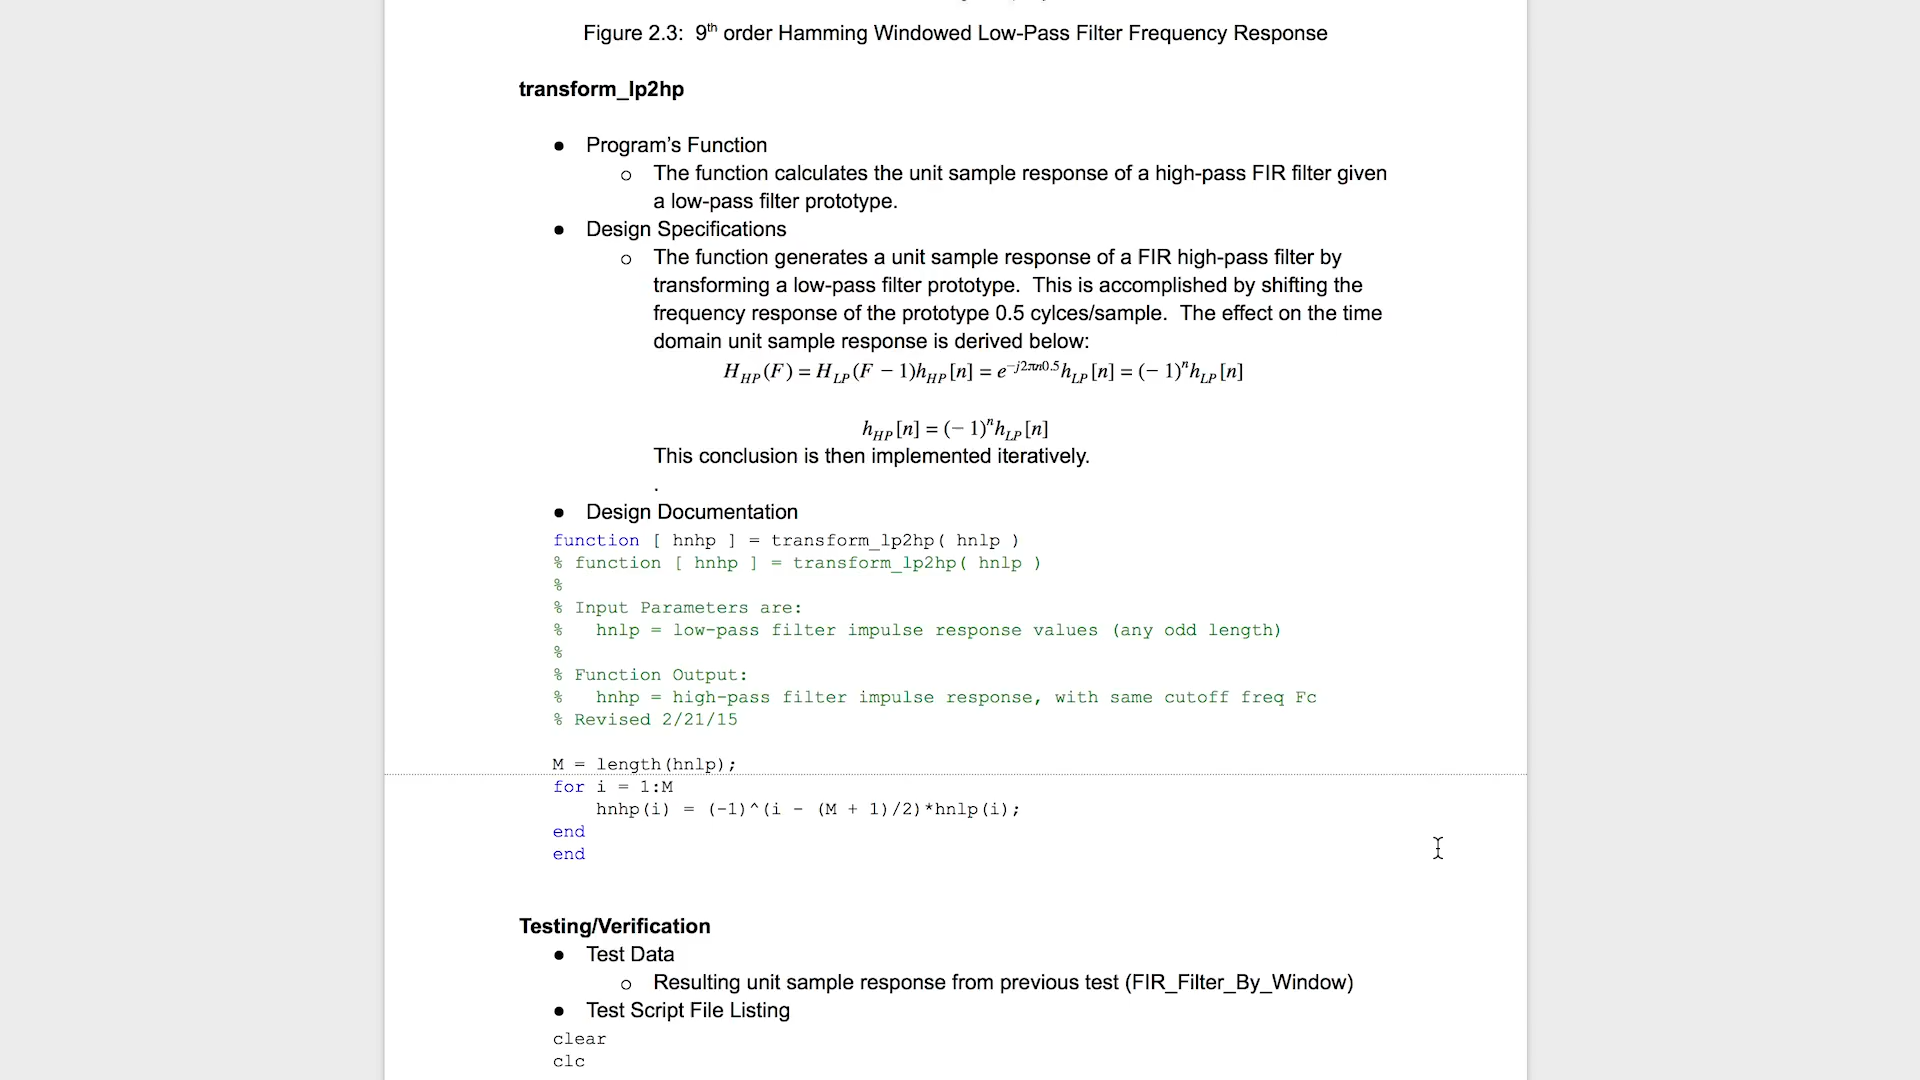 Figure 2.3:  9th order Hamming Windowed Low-Pass Filter Frequency Response
transform_lp2hp
● Program's Function
○ The function calculates the unit sample response of a high-pass FIR filter given
a low-pass filter prototype.
● Design Specifications
○ The function generates a unit sample response of a FIR high-pass filter by
transforming a low-pass filter prototype.  This is accomplished by shifting the
frequency response of the prototype 0.5 cylces/sample.  The effect on the time
domain unit sample response is derived below:
H_HP(F) = H_LP(F − 1)h_HP[n] = e^−j2πn0.5 h_LP[n] = (− 1)^n h_LP[n]
h_HP[n] = (− 1)^n h_LP[n]
This conclusion is then implemented iteratively.
.
● Design Documentation
function [ hnhp ] = transform_lp2hp( hnlp )
% function [ hnhp ] = transform_lp2hp( hnlp )
%
% Input Parameters are:
%   hnlp = low-pass filter impulse response values (any odd length)
%
% Function Output:
%   hnhp = high-pass filter impulse response, with same cutoff freq Fc
% Revised 2/21/15
M = length(hnlp);
for i = 1:M
    hnhp(i) = (-1)^(i - (M + 1)/2)*hnlp(i);
end
end
Testing/Verification
● Test Data
○ Resulting unit sample response from previous test (FIR_Filter_By_Window)
● Test Script File Listing
clear
clc